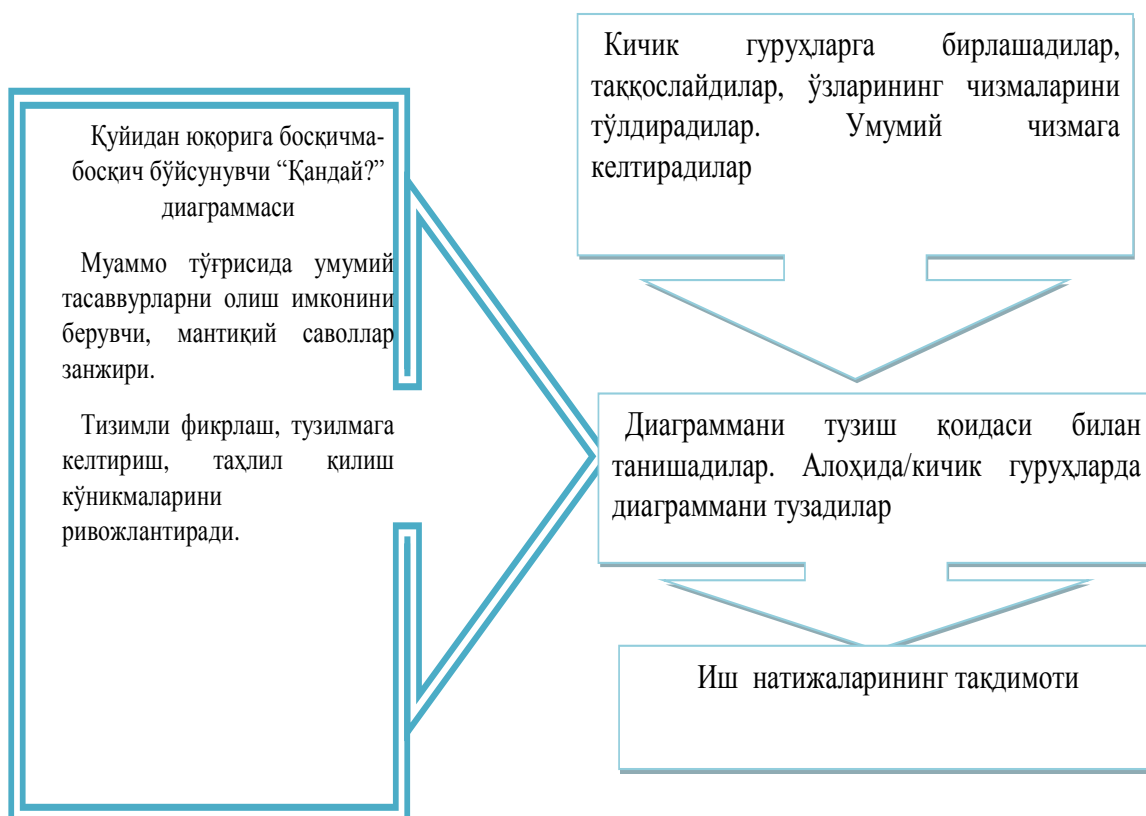 Қуйидан юқорига босқичма-
босқич бўйсунувчи “Қандай?”
диаграммаси
Муаммо тўғрисида умумий
тасаввурларни олиш имконини
берувчи, мантиқий саволлар
занжири.
Тизимли фикрлаш, тузилмага
келтириш, таҳлил қилиш
кўникмаларини
ривожлантиради.
Кичик гуруҳларга бирлашадилар,
таққослайдилар, ўзларининг чизмаларини
тўлдирадилар. Умумий чизмага
келтирадилар
Диаграммани тузиш қоидаси билан
танишадилар. Алоҳида/кичик гуруҳларда
диаграммани тузадилар
Иш натижаларининг тақдимоти